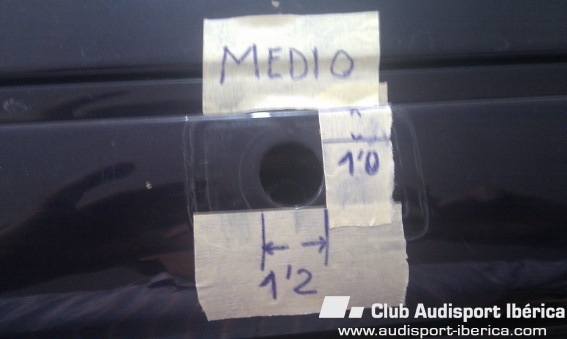 MEDIO
1'0
1'2
Club Audisport Ibérica
www.audisport-iberica.com